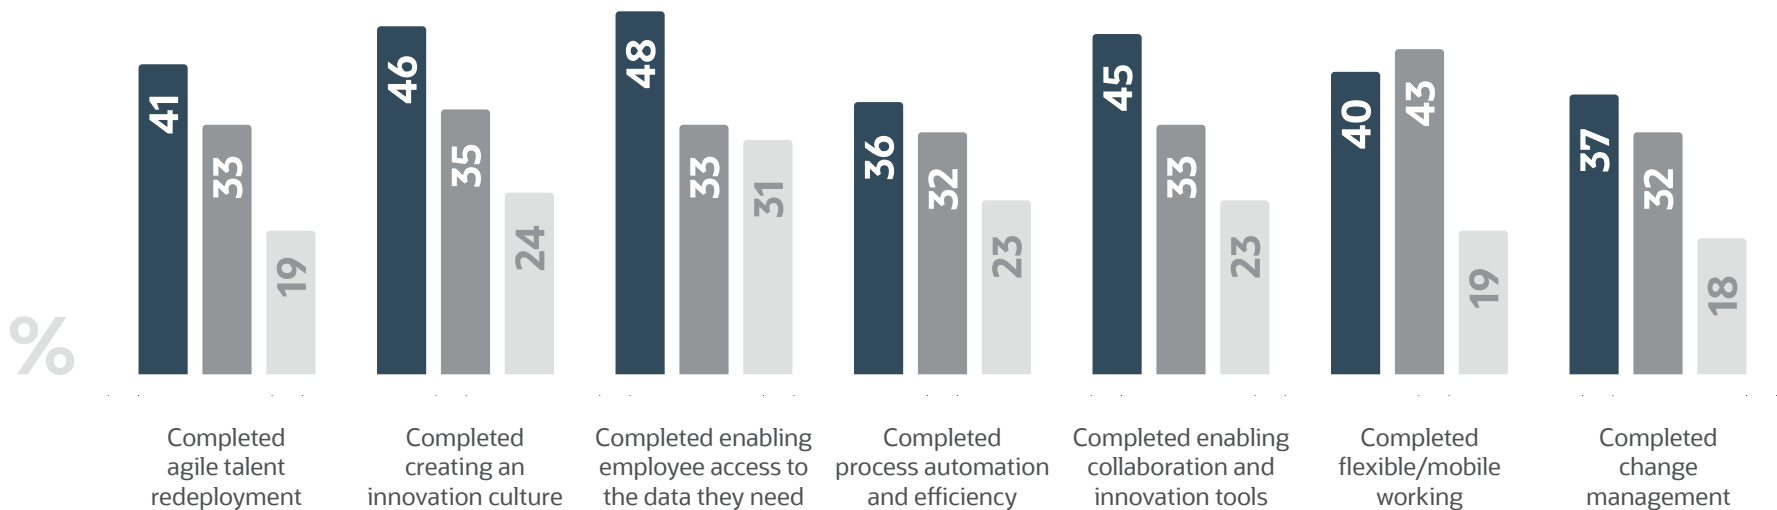 41
33
19
46
35
24
48
33
31
36
32
23
45
33
23
40
43
19
37
32
18
%
Completed
agile talent
redeployment
Completed
creating an
innovation culture
Completed enabling
employee access to
the data they need
Completed
process automation
and efficiency
Completed enabling
collaboration and
innovation tools
Completed
flexible/mobile
working
Completed
change
management